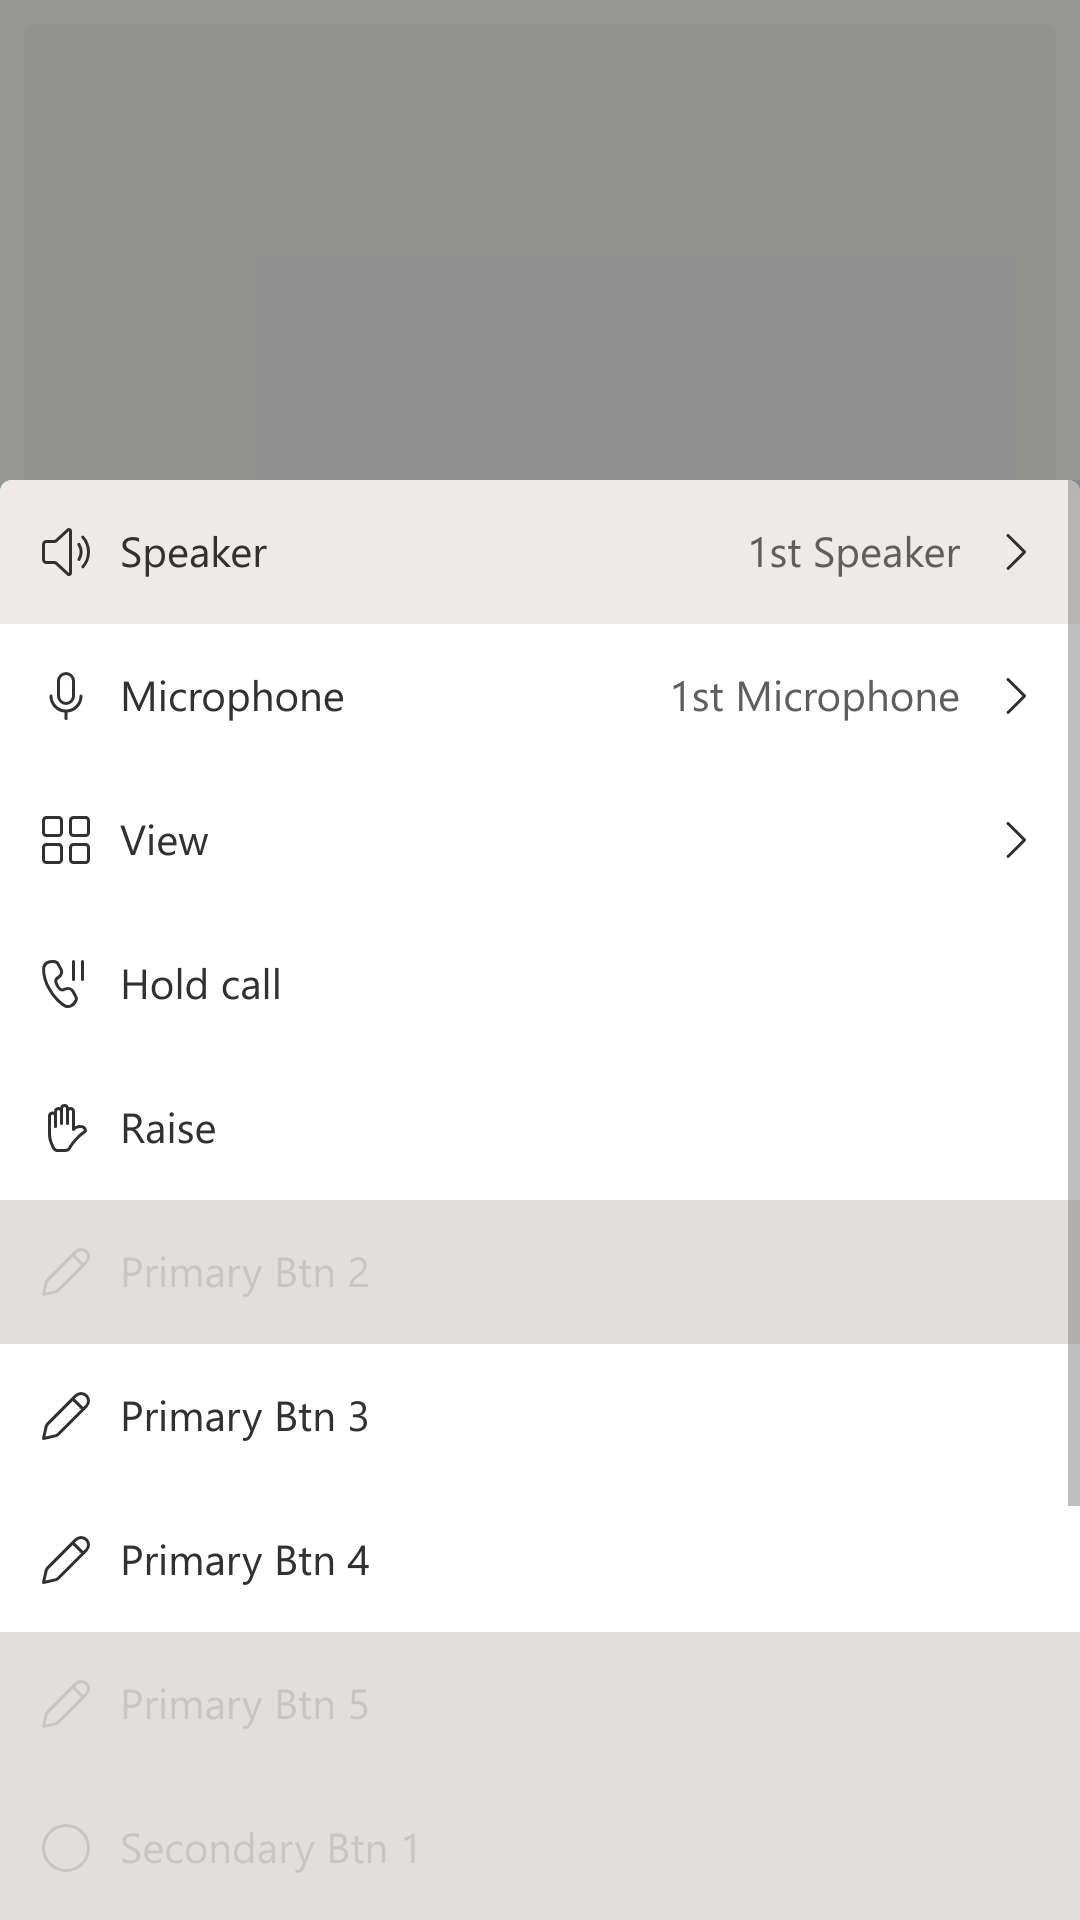 Speaker 1st Speaker
Microphone 1st Microphone
View
Hold call
Raise
Primary Btn 2
Primary Btn 3
Primary Btn 4
Primary Btn 5
Secondary Btn 1